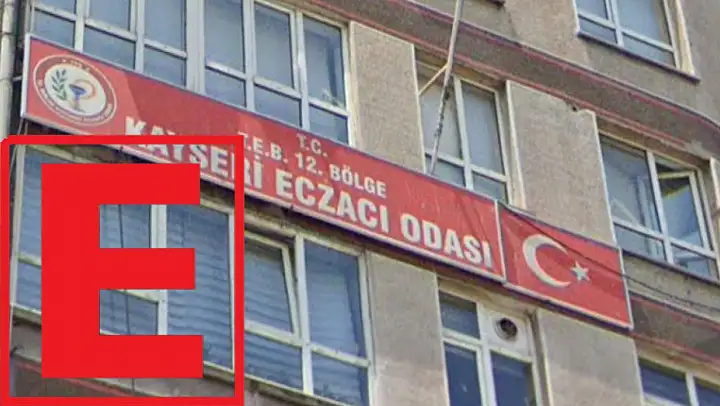 T.C.
T.E.B. 12. BÖLGE
KAYSERİ ECZACI ODASI
E